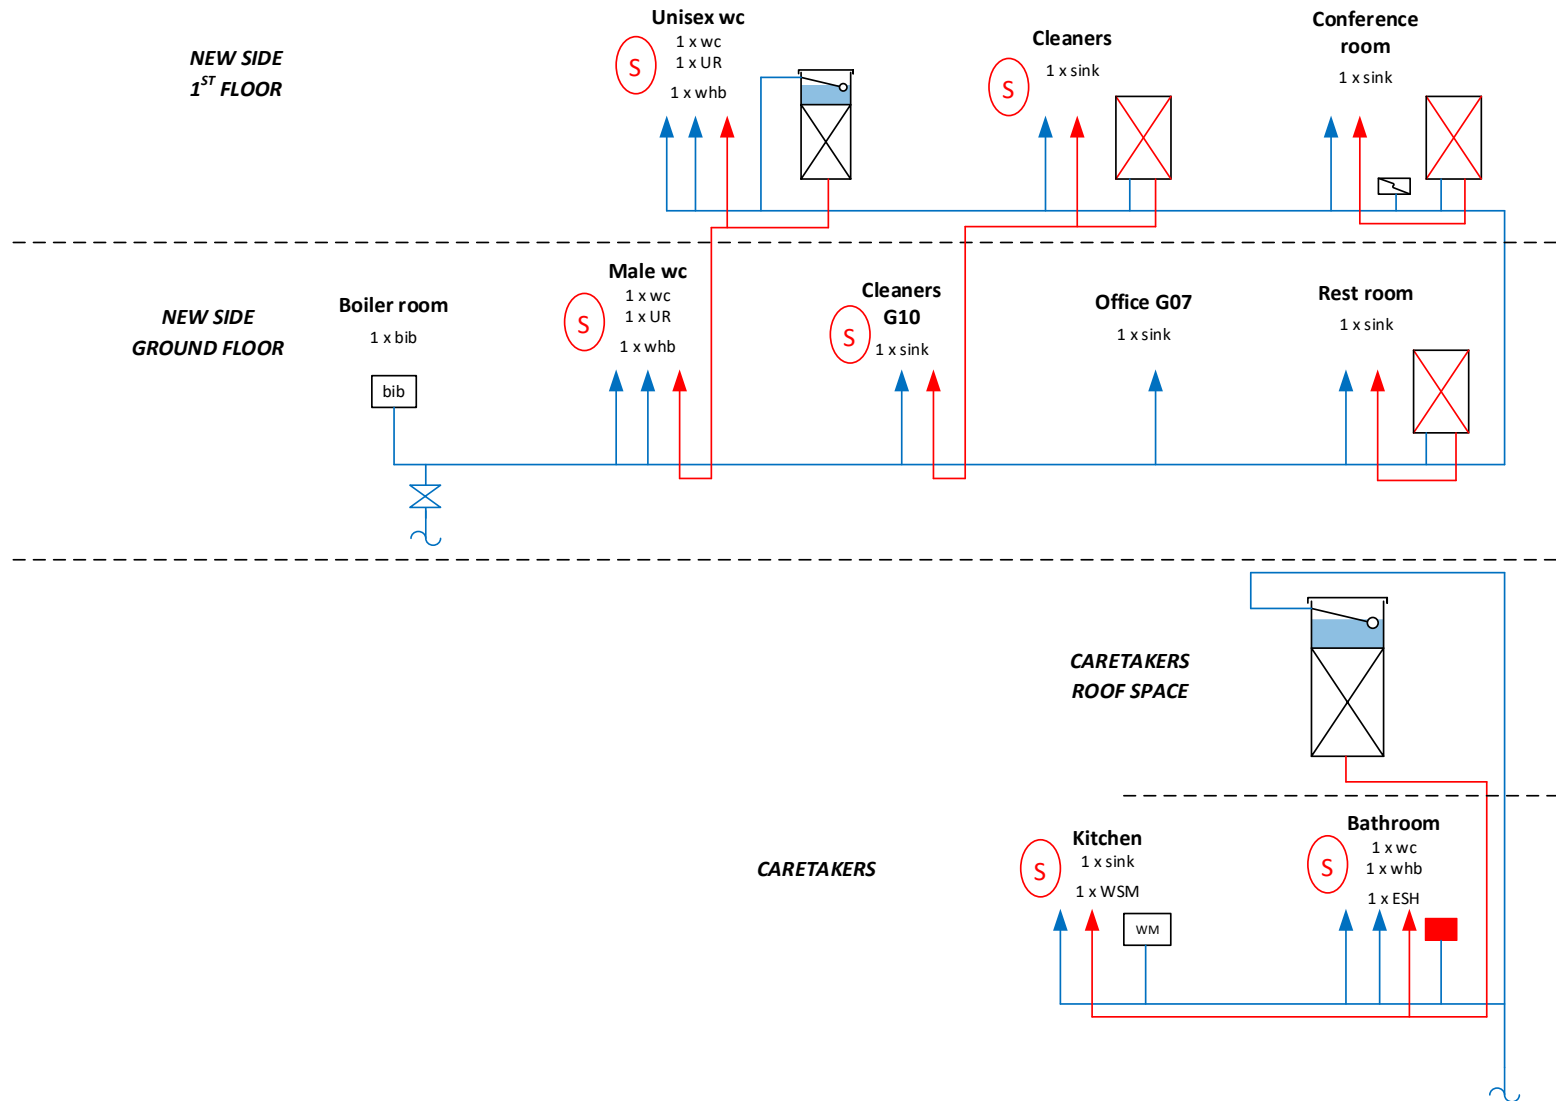 NEW SIDE
1ST FLOOR
Unisex wc
1 x wc
1 x UR
1 x whb
S
Cleaners
1 x sink
S
Conference
room
1 x sink
NEW SIDE
GROUND FLOOR
Boiler room
1 x bib
bib
Male wc
1 x wc
1 x UR
1 x whb
S
Cleaners
G10
1 x sink
S
Office G07
1 x sink
Rest room
1 x sink
CARETAKERS
ROOF SPACE
CARETAKERS
Kitchen
1 x sink
1 x WSM
S
WM
Bathroom
1 x wc
1 x whb
1 x ESH
S